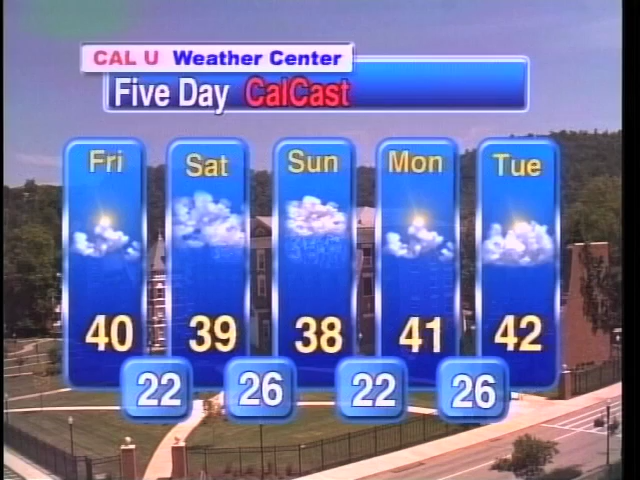 CAL U Weather Center
Five Day CalCast
Fri Sat Sun Mon Tue
40 39 38 41 42
22 26 22 26